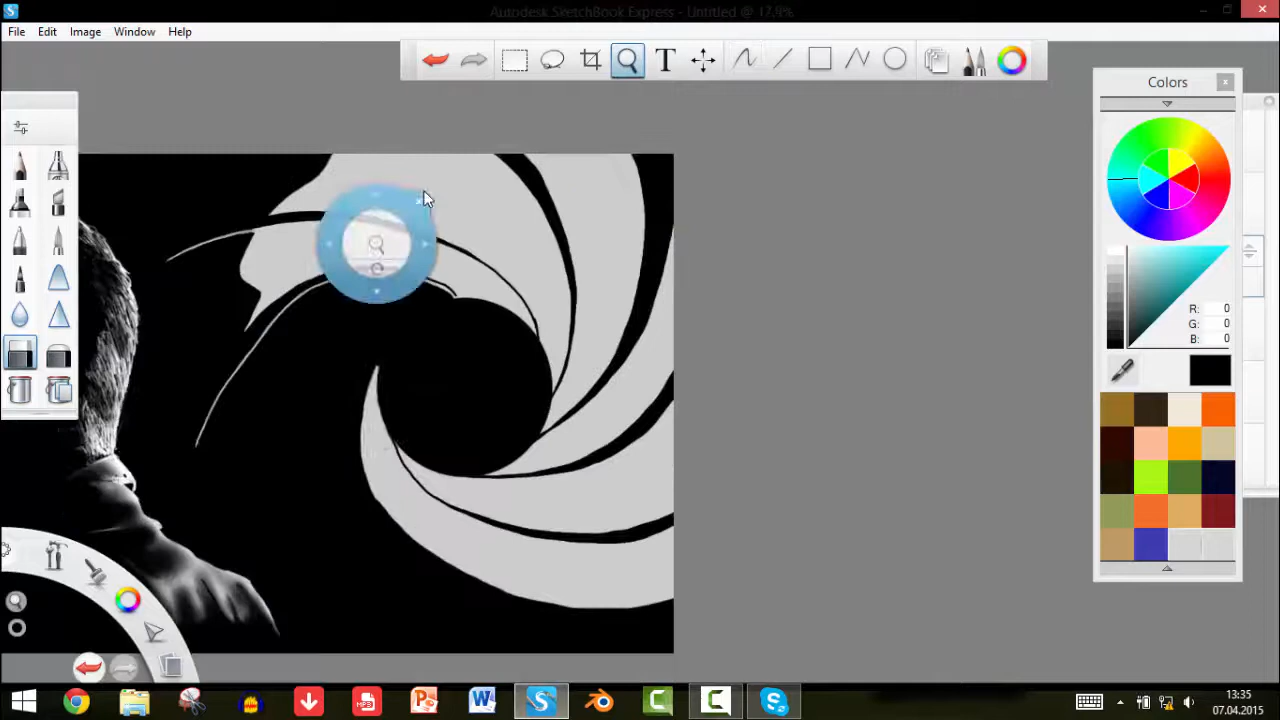 Autodesk SketchBook Express - Untitled @ 17,9%
File Edit Image Window Help
T
Colors
x
R: 0
G: 0
B: 0
MP3
13:35
07.04.2015